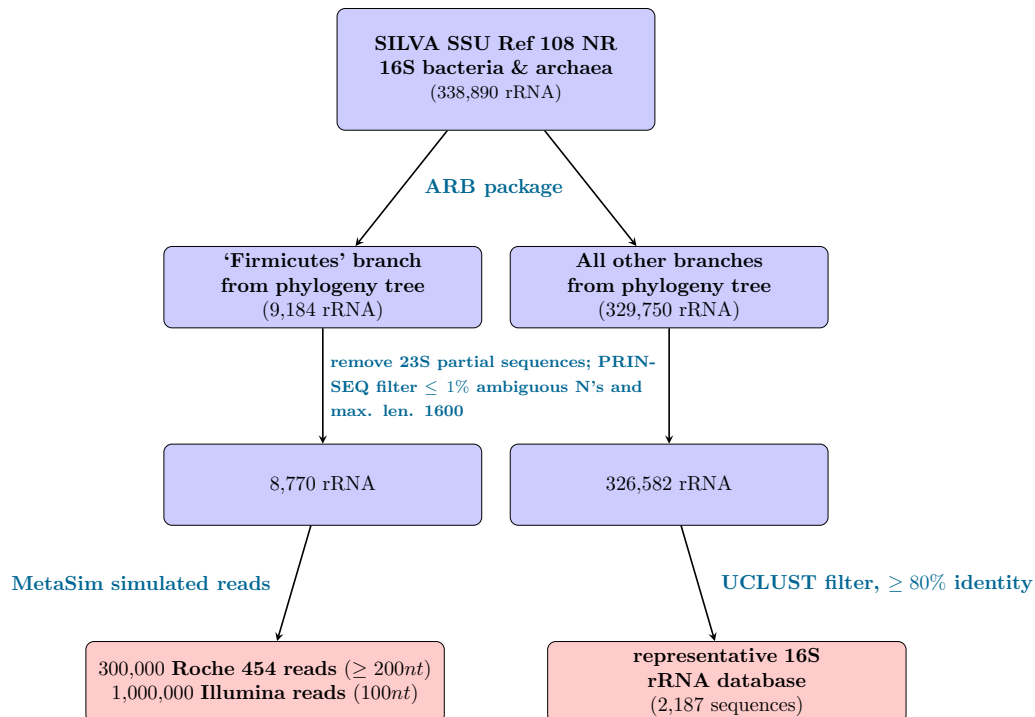 SILVA SSU Ref 108 NR
16S bacteria & archaea
(338,890 rRNA)
ARB package
‘Firmicutes’ branch
from phylogeny tree
(9,184 rRNA)
All other branches
from phylogeny tree
(329,750 rRNA)
remove 23S partial sequences; PRIN-
SEQ filter ≤ 1% ambiguous N's and
max. len. 1600
8,770 rRNA
326,582 rRNA
MetaSim simulated reads
UCLUST filter, ≥ 80% identity
300,000 Roche 454 reads (≥ 200nt)
1,000,000 Illumina reads (100nt)
representative 16S
rRNA database
(2,187 sequences)